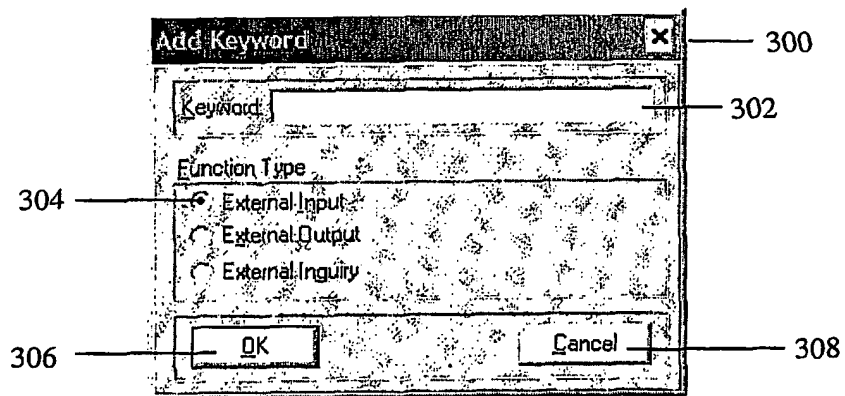 Add Keyword
300
Keyword:
302
Function Type
304
External Input
External Output
External Inquiry
306
OK
Cancel
308